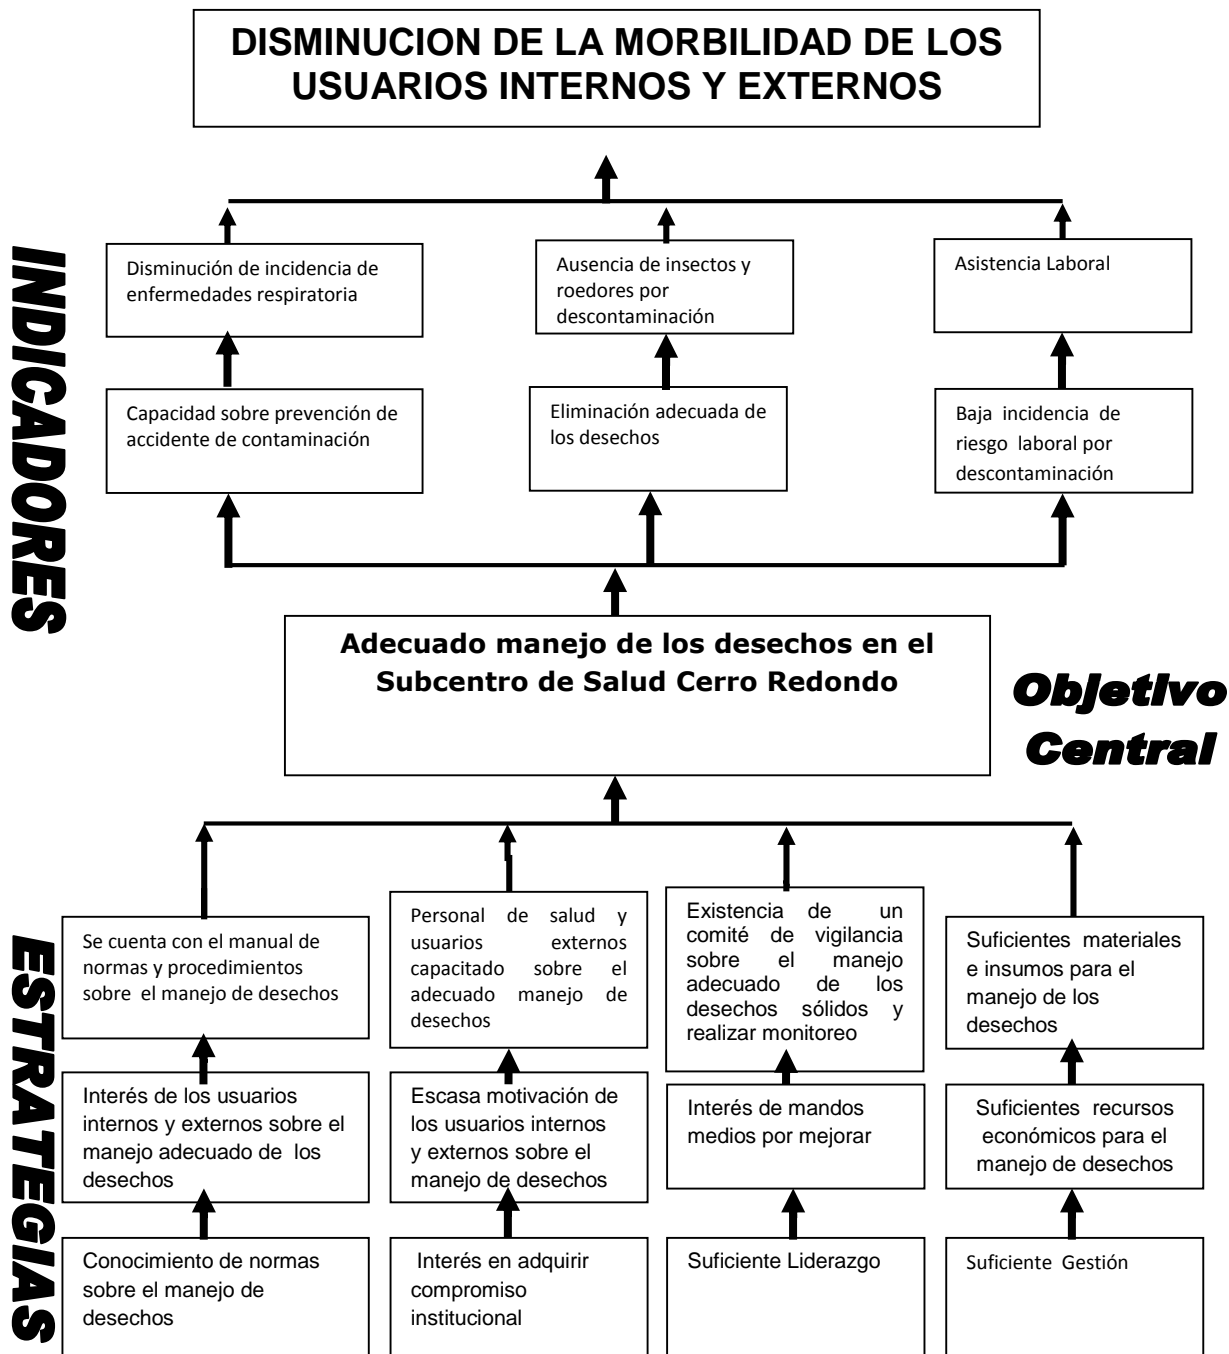 DISMINUCION DE LA MORBILIDAD DE LOS
USUARIOS INTERNOS Y EXTERNOS
INDICADORES
Disminución de incidencia de
enfermedades respiratoria
Ausencia de insectos y
roedores por
descontaminación
Asistencia Laboral
Capacidad sobre prevención de
accidente de contaminación
Eliminación adecuada de
los desechos
Baja incidencia de
riesgo laboral por
descontaminación
Adecuado manejo de los desechos en el
Subcentro de Salud Cerro Redondo
Objetivo
Central
ESTRATEGIAS
Se cuenta con el manual de
normas y procedimientos
sobre el manejo de desechos
Personal de salud y
usuarios externos
capacitado sobre el
adecuado manejo de
desechos
Existencia de un
comité de vigilancia
sobre el manejo
adecuado de los
desechos sólidos y
realizar monitoreo
Suficientes materiales
e insumos para el
manejo de los
desechos
Interés de los usuarios
internos y externos sobre el
manejo adecuado de los
desechos
Escasa motivación de
los usuarios internos
y externos sobre el
manejo de desechos
Interés de mandos
medios por mejorar
Suficientes recursos
económicos para el
manejo de desechos
Conocimiento de normas
sobre el manejo de
desechos
Interés en adquirir
compromiso
institucional
Suficiente Liderazgo
Suficiente Gestión